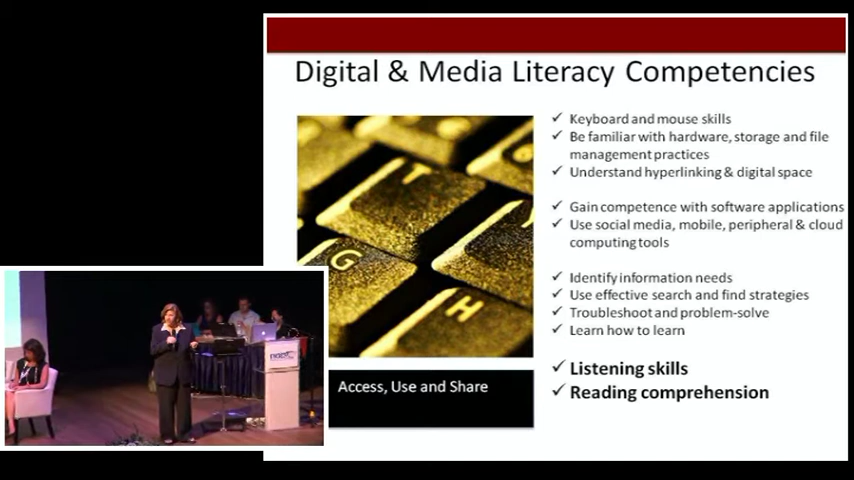 Digital & Media Literacy Competencies
✓ Keyboard and mouse skills
✓ Be familiar with hardware, storage and file
management practices
✓ Understand hyperlinking & digital space
✓ Gain competence with software applications
✓ Use social media, mobile, peripheral & cloud
computing tools
✓ Identify information needs
✓ Use effective search and find strategies
✓ Troubleshoot and problem-solve
✓ Learn how to learn
✓ Listening skills
✓ Reading comprehension
T
G
H
Access, Use and Share